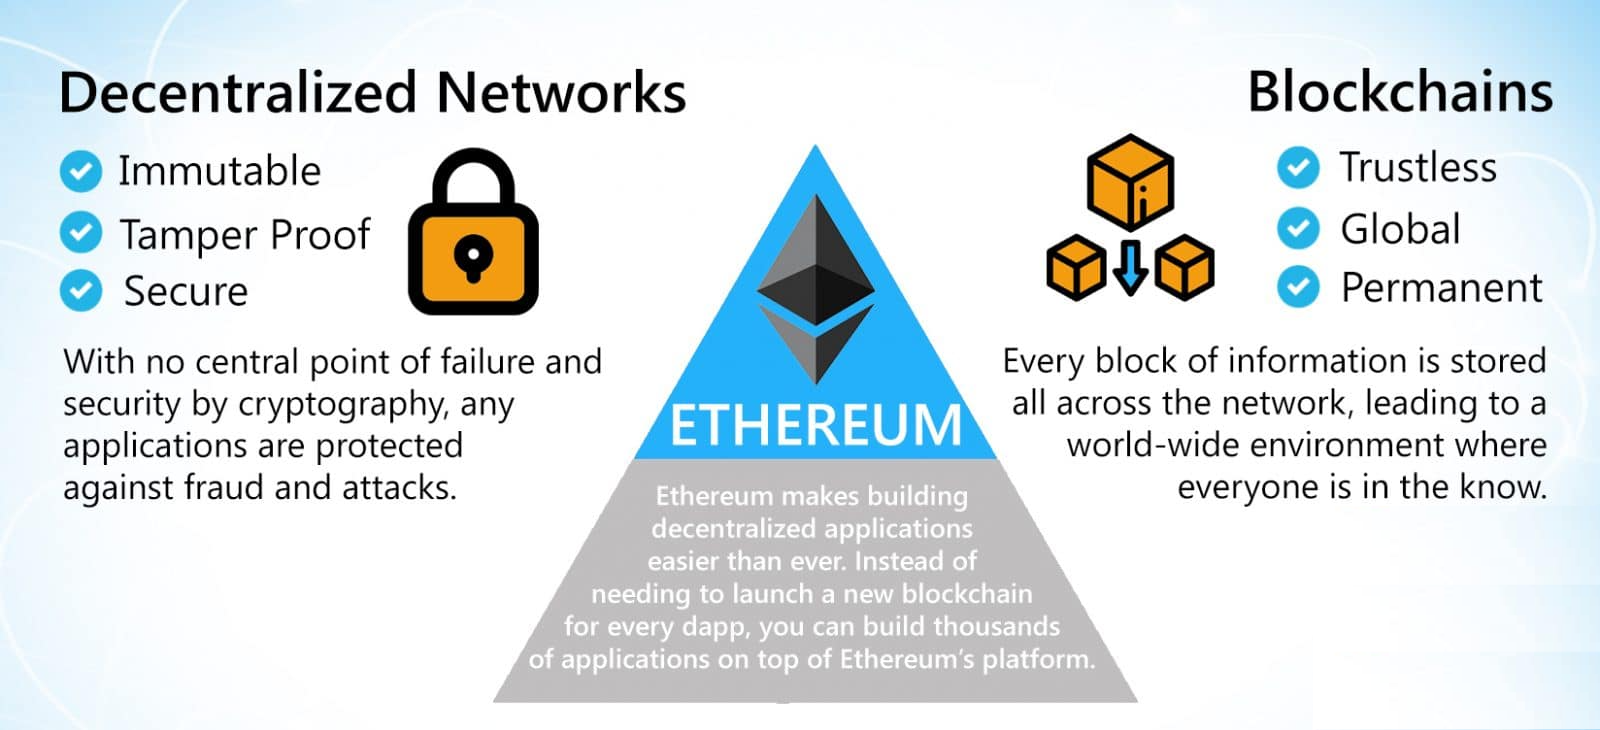 Decentralized Networks
Immutable
Tamper Proof
Secure
With no central point of failure and
security by cryptography, any
applications are protected
against fraud and attacks.
ETHEREUM
Ethereum makes building
decentralized applications
easier than ever. Instead of
needing to launch a new blockchain
for every dapp, you can build thousands
of applications on top of Ethereum’s platform.
Blockchains
Trustless
Global
Permanent
Every block of information is stored
all across the network, leading to a
world-wide environment where
everyone is in the know.